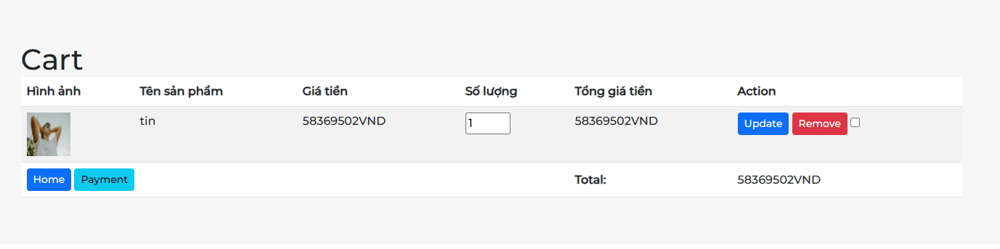 Cart
Hình ảnh Tên sản phẩm Giá tiền Số lượng Tổng giá tiền Action
tin 58369502VND 1 58369502VND Update Remove
Home Payment Total: 58369502VND